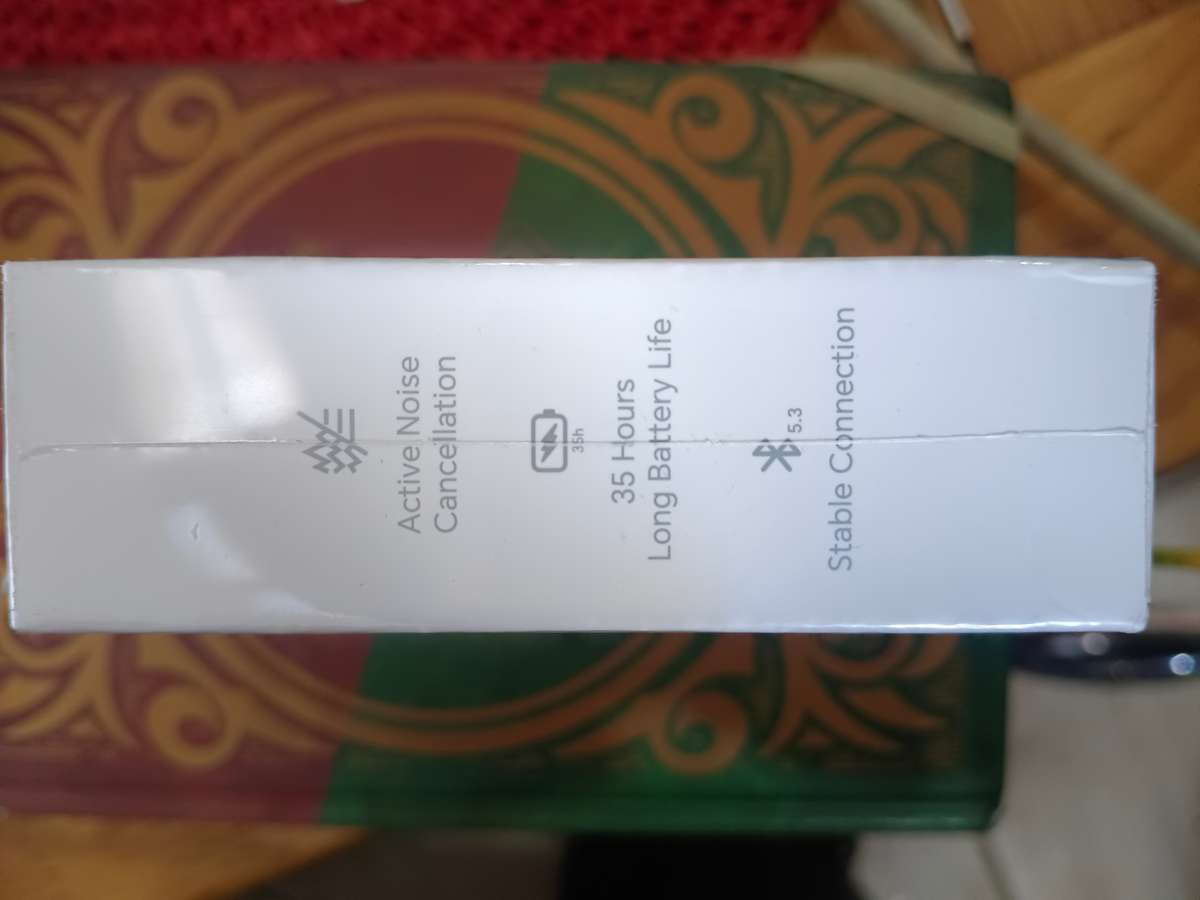 Active Noise
Cancellation
35h
35 Hours
Long Battery Life
5.3
Stable Connection